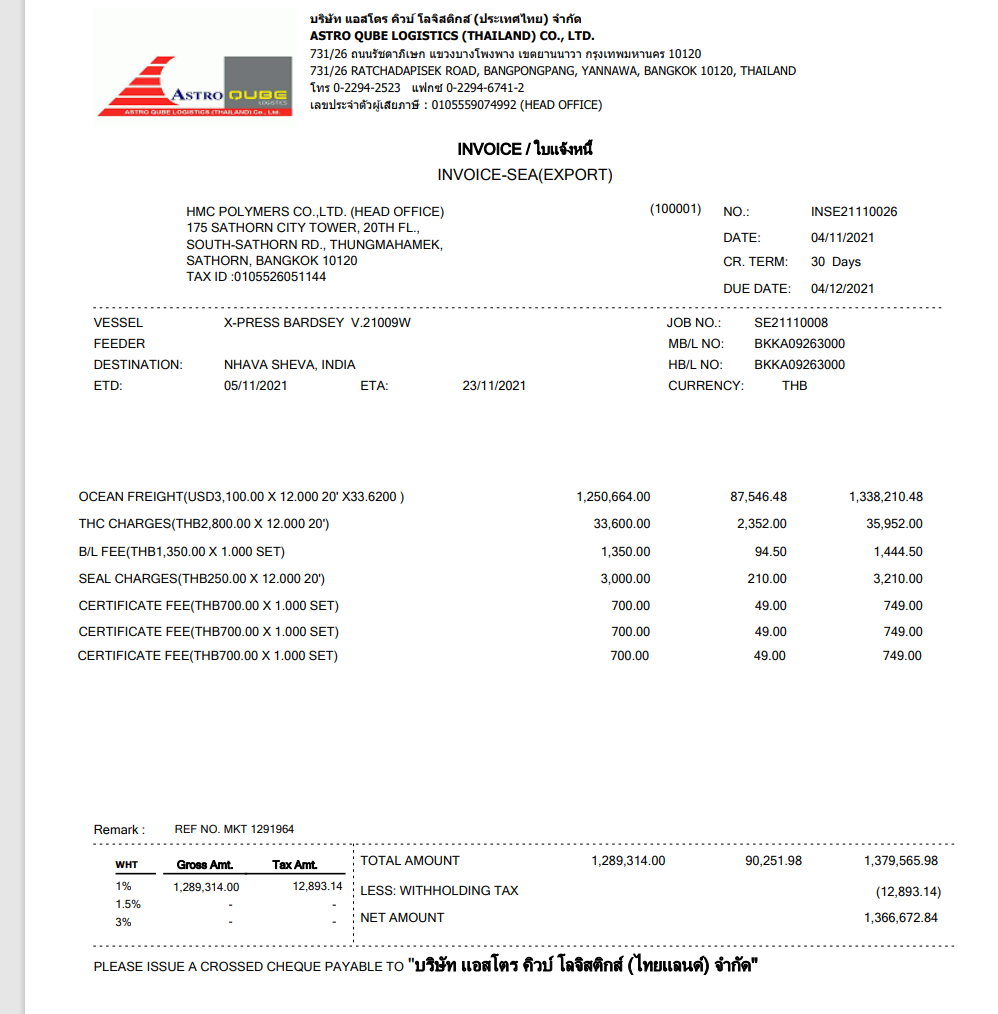 บริษัท แอสโตร คิวบ์ โลจิสติกส์ (ประเทศไทย) จำกัด
ASTRO QUBE LOGISTICS (THAILAND) CO., LTD.
731/26 ถนนรัชดาภิเษก แขวงบางโพงพาง เขตยานนาวา กรุงเทพมหานคร 10120
731/26 RATCHADAPISEK ROAD, BANGPONGPANG, YANNAWA, BANGKOK 10120, THAILAND
โทร 0-2294-2523 แฟกซ์ 0-2294-6741-2
เลขประจำตัวผู้เสียภาษี : 0105559074992 (HEAD OFFICE)
ASTRO QUBE
LOGISTICS
ASTRO QUBE LOGISTICS (THAILAND) Co., Ltd.
INVOICE / ใบแจ้งหนี้
INVOICE-SEA(EXPORT)
HMC POLYMERS CO.,LTD. (HEAD OFFICE) (100001) NO.: INSE21110026
175 SATHORN CITY TOWER, 20TH FL.,
SOUTH-SATHORN RD., THUNGMAHAMEK, DATE: 04/11/2021
SATHORN, BANGKOK 10120 CR. TERM: 30 Days
TAX ID :0105526051144 DUE DATE: 04/12/2021
VESSEL X-PRESS BARDSEY V.21009W JOB NO.: SE21110008
FEEDER MB/L NO: BKKA09263000
DESTINATION: NHAVA SHEVA, INDIA HB/L NO: BKKA09263000
ETD: 05/11/2021 ETA: 23/11/2021 CURRENCY: THB
OCEAN FREIGHT(USD3,100.00 X 12.000 20' X33.6200 ) 1,250,664.00 87,546.48 1,338,210.48
THC CHARGES(THB2,800.00 X 12.000 20') 33,600.00 2,352.00 35,952.00
B/L FEE(THB1,350.00 X 1.000 SET) 1,350.00 94.50 1,444.50
SEAL CHARGES(THB250.00 X 12.000 20') 3,000.00 210.00 3,210.00
CERTIFICATE FEE(THB700.00 X 1.000 SET) 700.00 49.00 749.00
CERTIFICATE FEE(THB700.00 X 1.000 SET) 700.00 49.00 749.00
CERTIFICATE FEE(THB700.00 X 1.000 SET) 700.00 49.00 749.00
Remark : REF NO. MKT 1291964
WHT Gross Amt. Tax Amt.
1% 1,289,314.00 12,893.14
1.5% - -
3% - -
TOTAL AMOUNT 1,289,314.00 90,251.98 1,379,565.98
LESS: WITHHOLDING TAX (12,893.14)
NET AMOUNT 1,366,672.84
PLEASE ISSUE A CROSSED CHEQUE PAYABLE TO "บริษัท แอสโตร คิวบ์ โลจิสติกส์ (ไทยแลนด์) จำกัด"